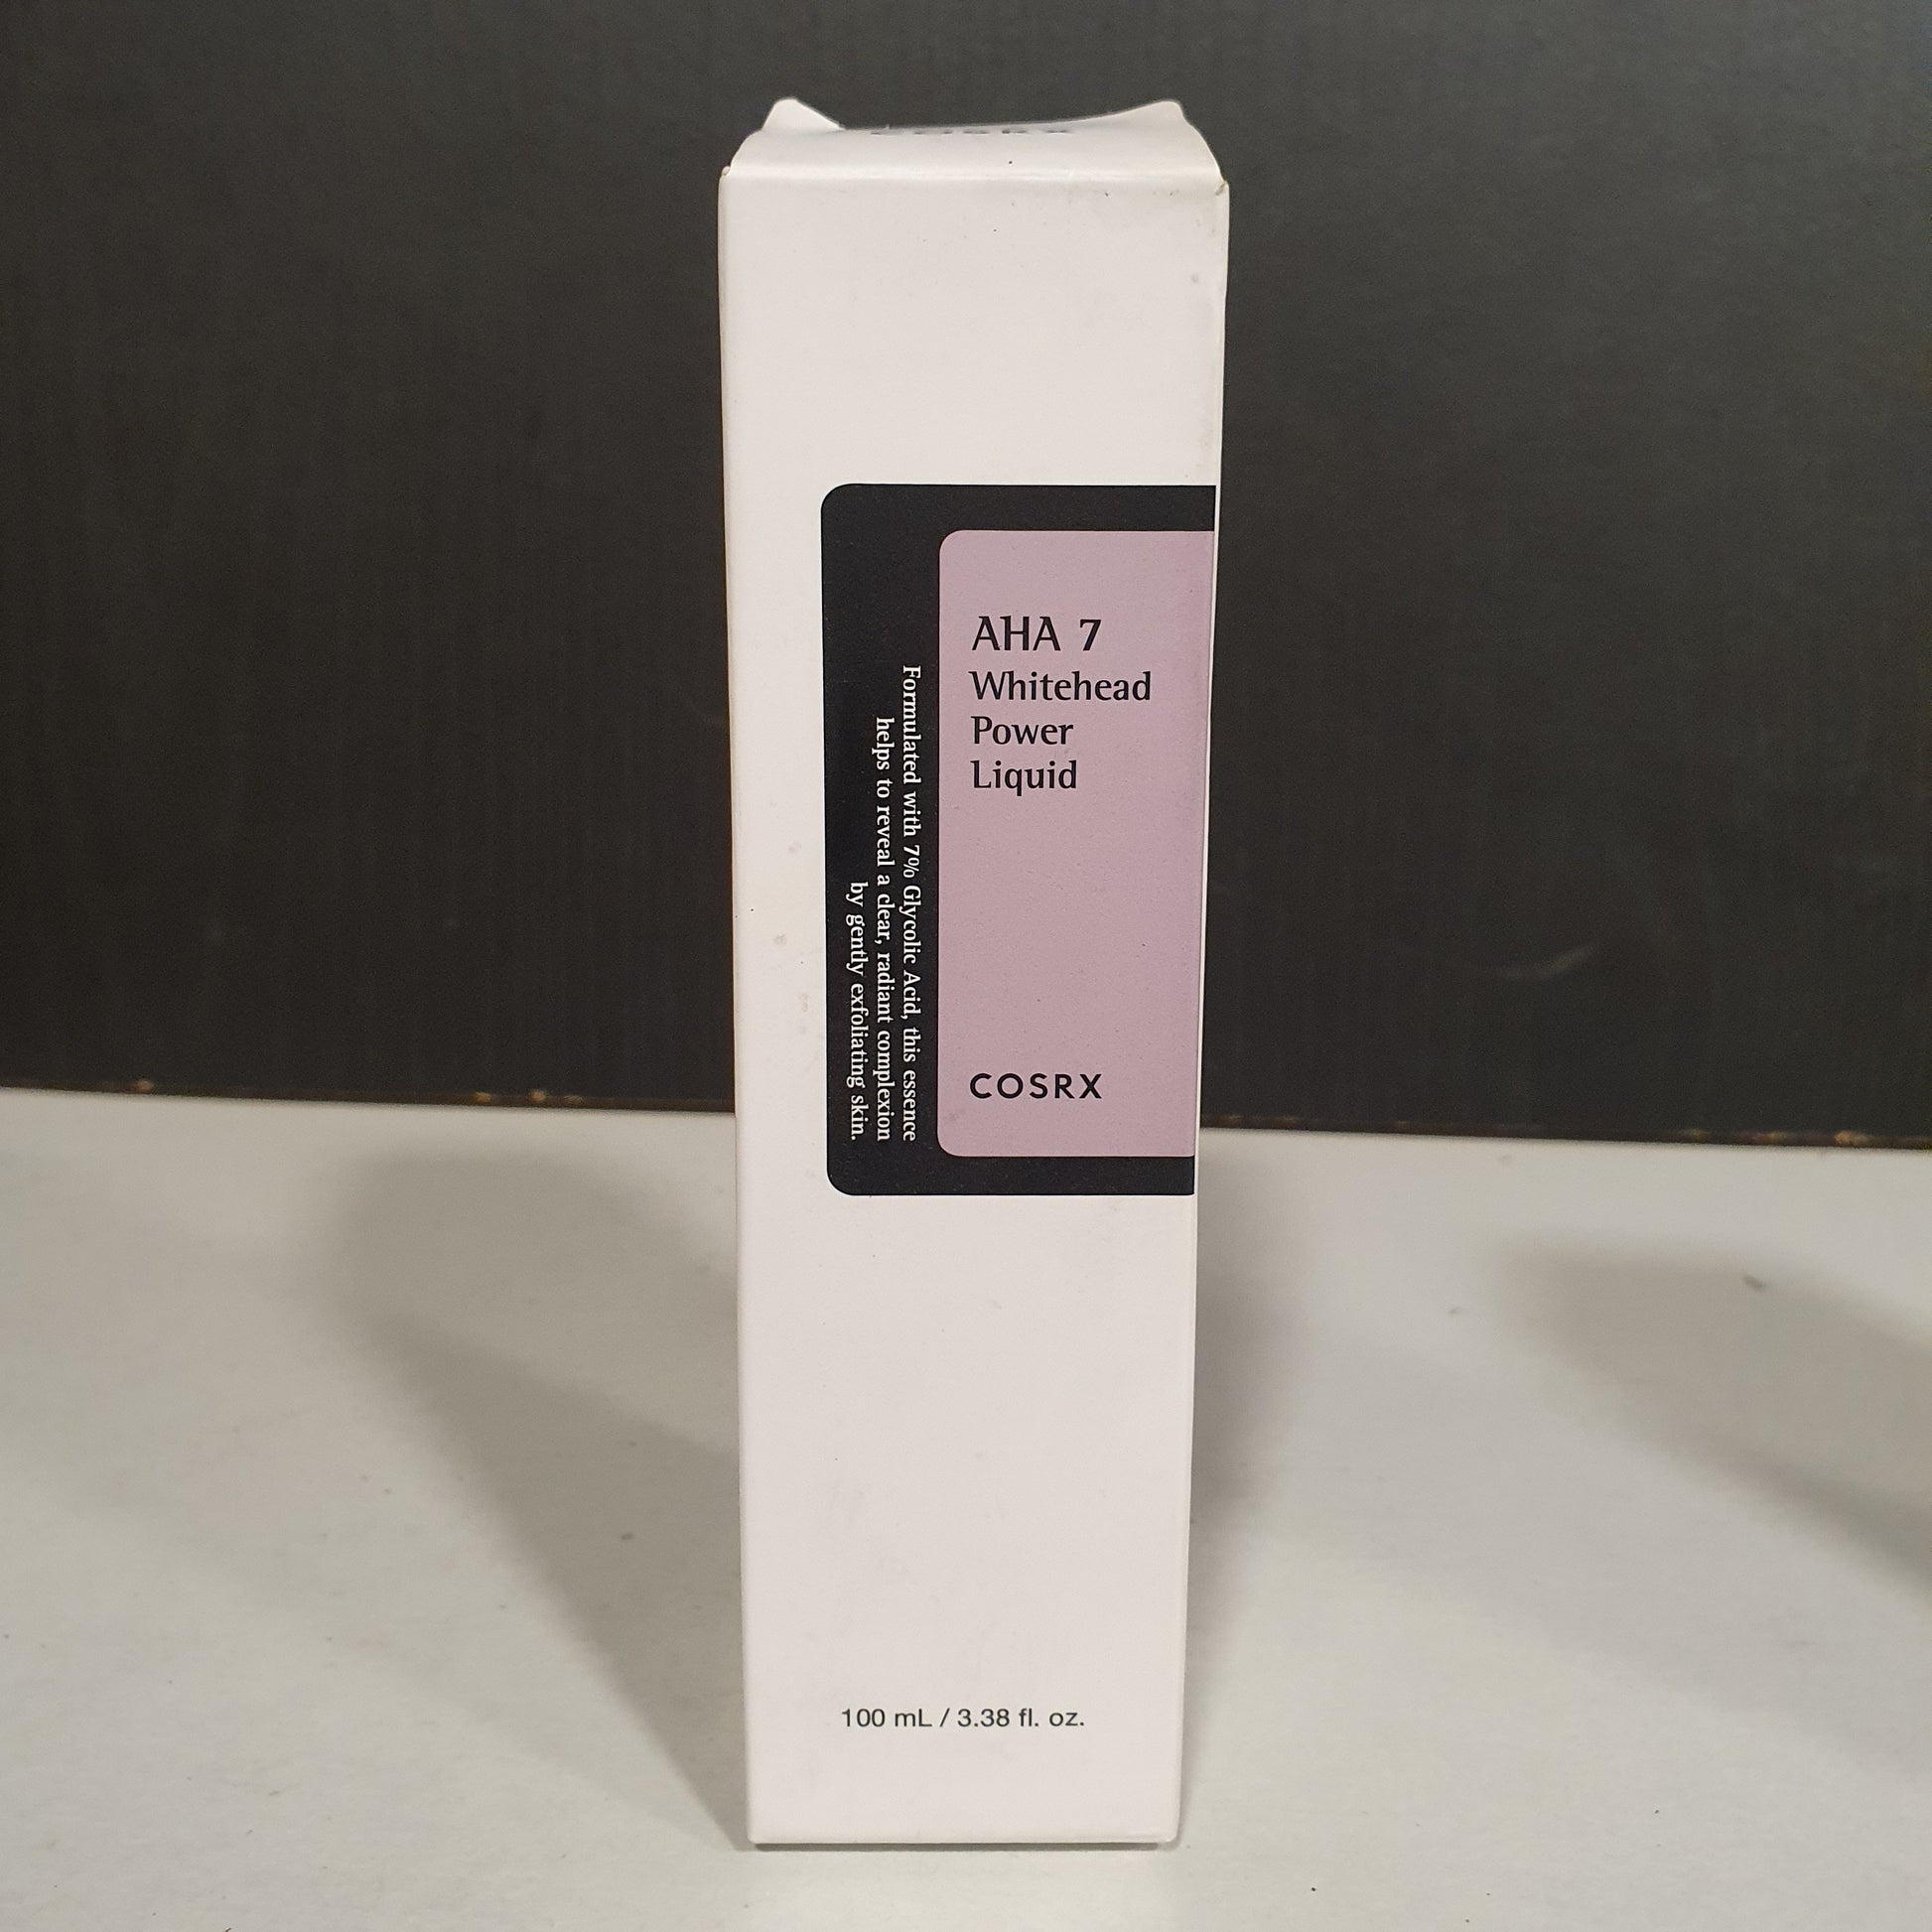 AHA 7
Whitehead
Power
Liquid
COSRX
Formulated with 7% Glycolic Acid, this essence
helps to reveal a clear, radiant complexion
by gently exfoliating skin.
100 mL / 3.38 fl. oz.